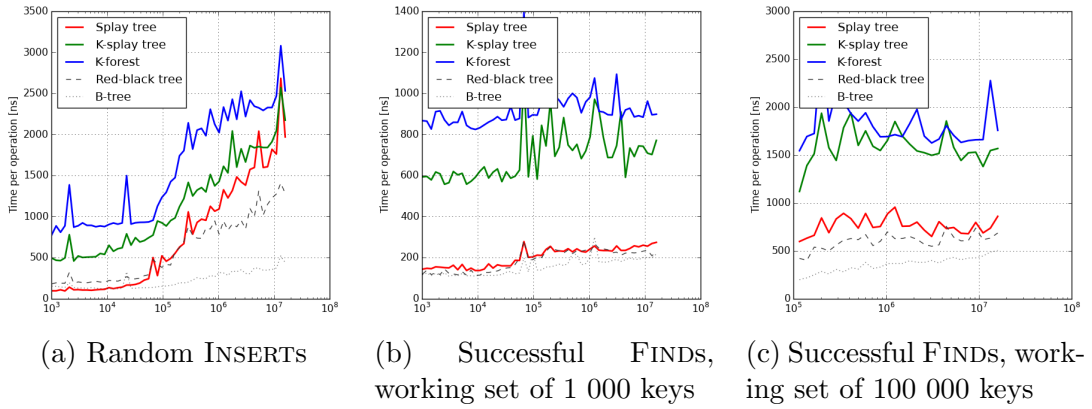 3500
3000
2500
2000
1500
1000
500
0
Time per operation [ns]
Splay tree
K-splay tree
K-forest
Red-black tree
B-tree
10^3 10^4 10^5 10^6 10^7 10^8
(a) Random INSERTs
1400
1200
1000
800
600
400
200
0
Time per operation [ns]
Splay tree
K-splay tree
K-forest
Red-black tree
B-tree
10^3 10^4 10^5 10^6 10^7 10^8
(b) Successful FINDs,
working set of 1 000 keys
3000
2500
2000
1500
1000
500
0
Time per operation [ns]
Splay tree
K-splay tree
K-forest
Red-black tree
B-tree
10^5 10^6 10^7 10^8
(c) Successful FINDs, work-
ing set of 100 000 keys